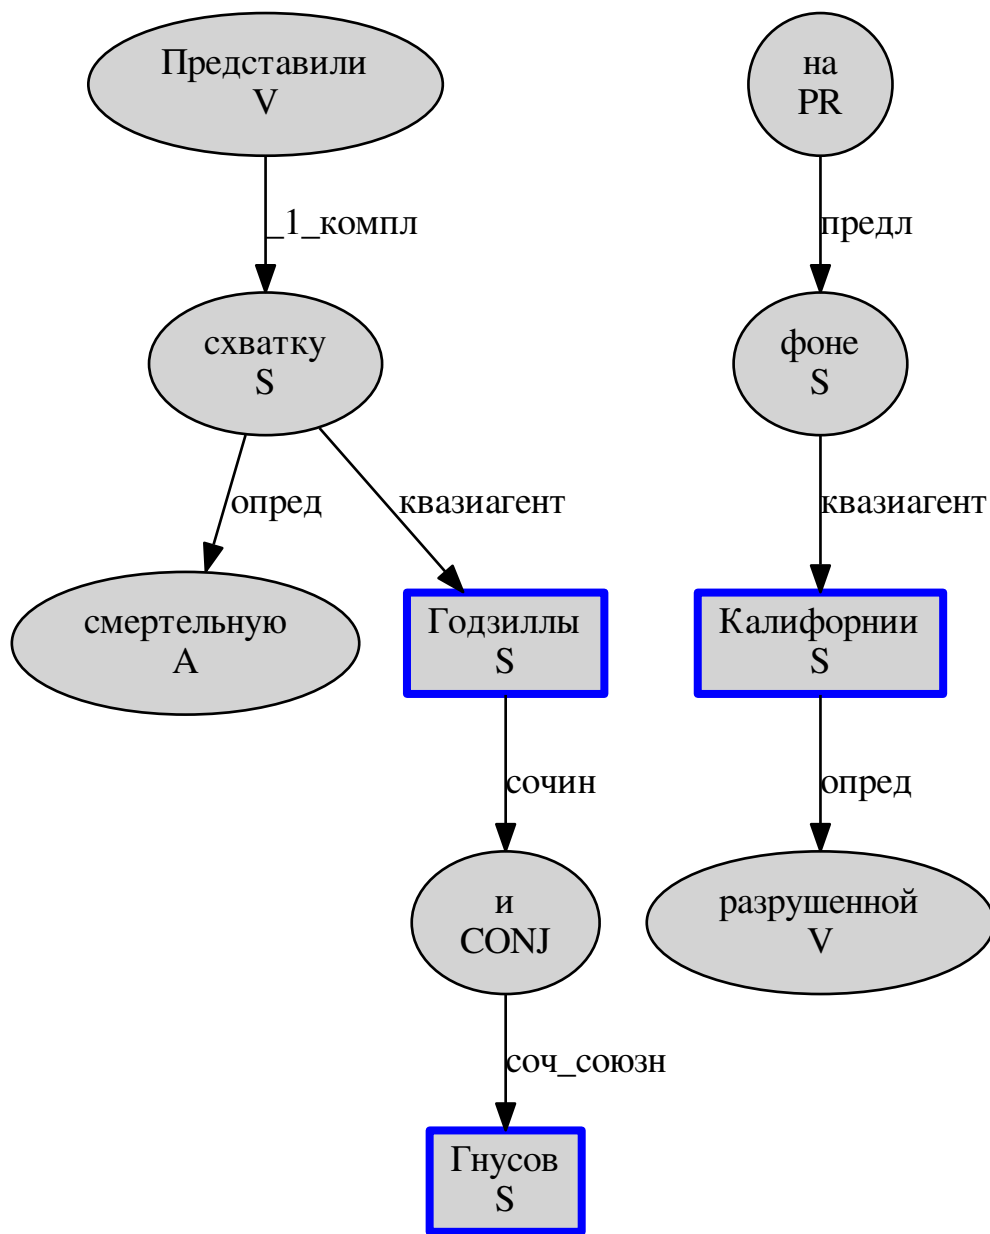 Представили
V
на
PR
_1_компл
предл
схватку
S
фоне
S
опред
квазиагент
квазиагент
смертельную
A
Годзиллы
S
Калифорнии
S
сочин
опред
и
CONJ
разрушенной
V
соч_союзн
Гнусов
S